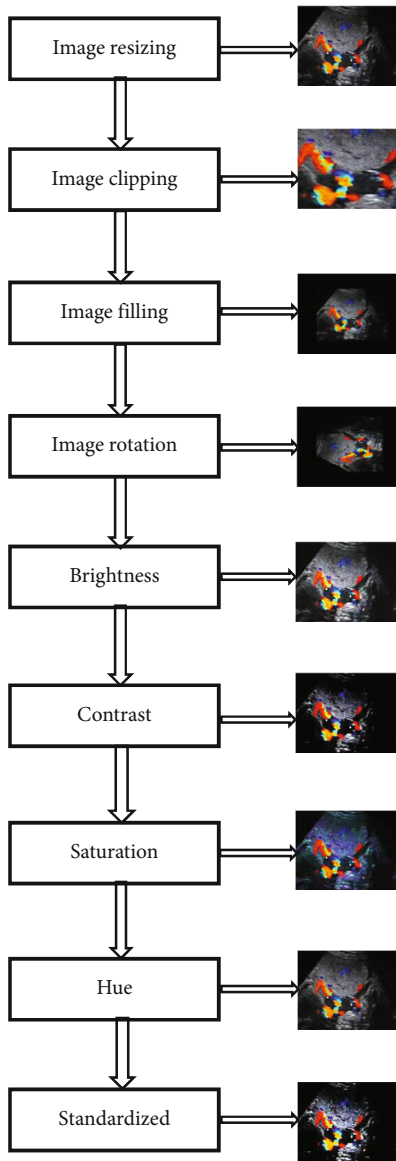 Image resizing
Image clipping
Image filling
Image rotation
Brightness
Contrast
Saturation
Hue
Standardized